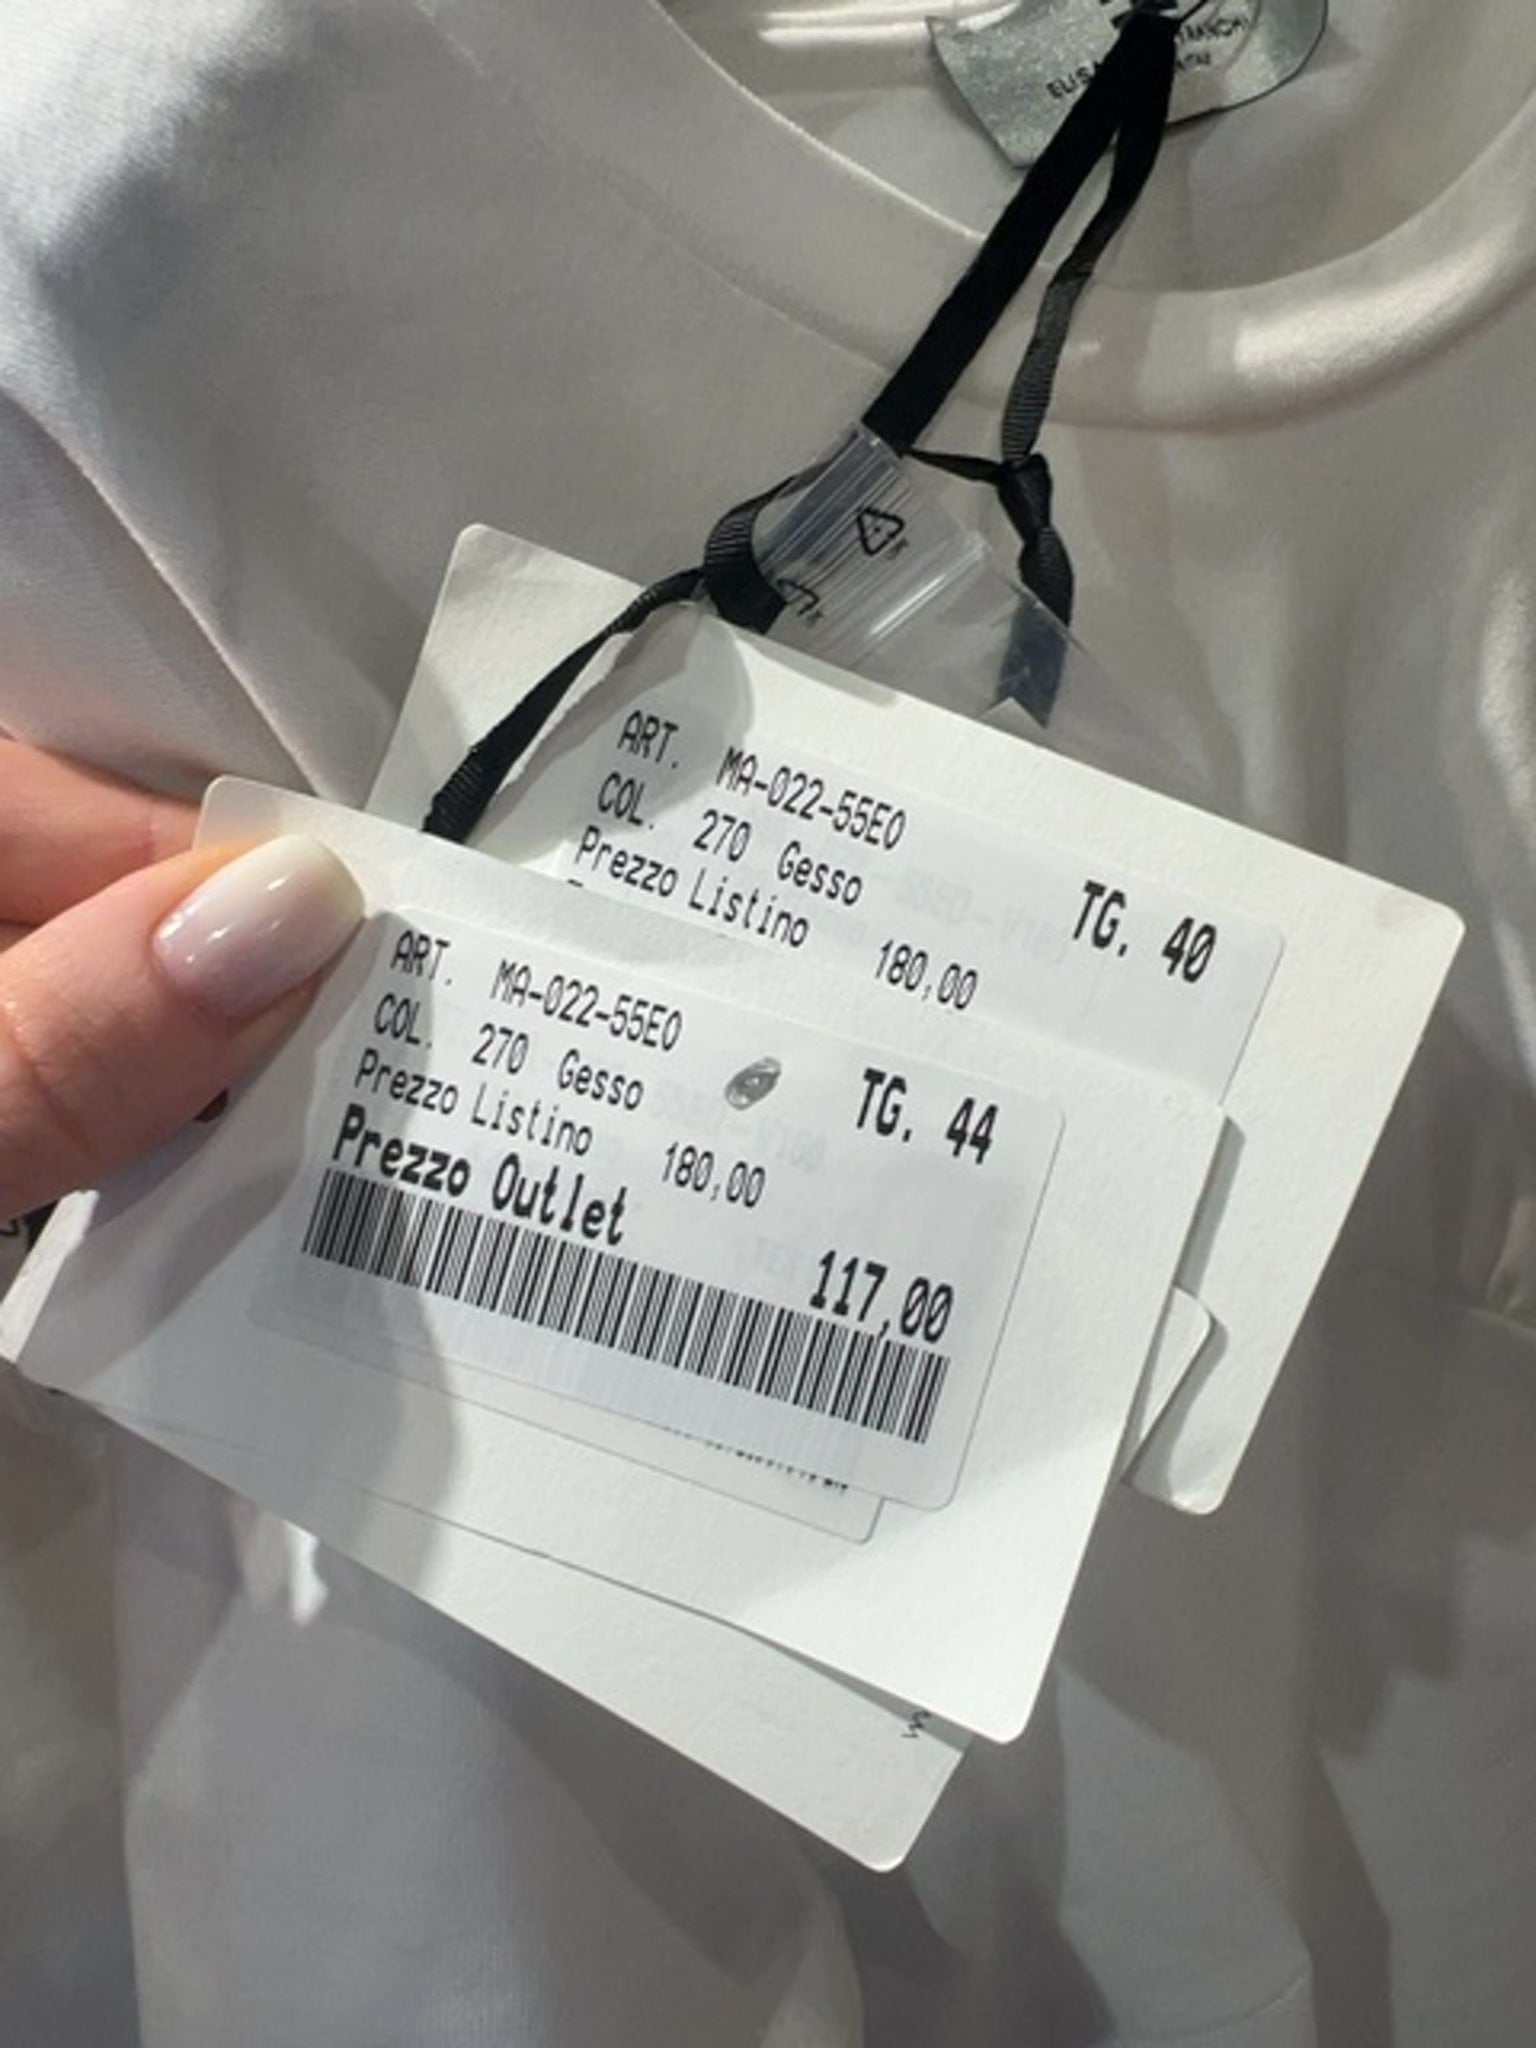 ART. MA-022-55E0
COL. 270 Gesso
TG. 40
Prezzo Listino 180,00
ART. MA-022-55E0
COL. 270 Gesso
TG. 44
Prezzo Listino 180,00
Prezzo Outlet 117,00